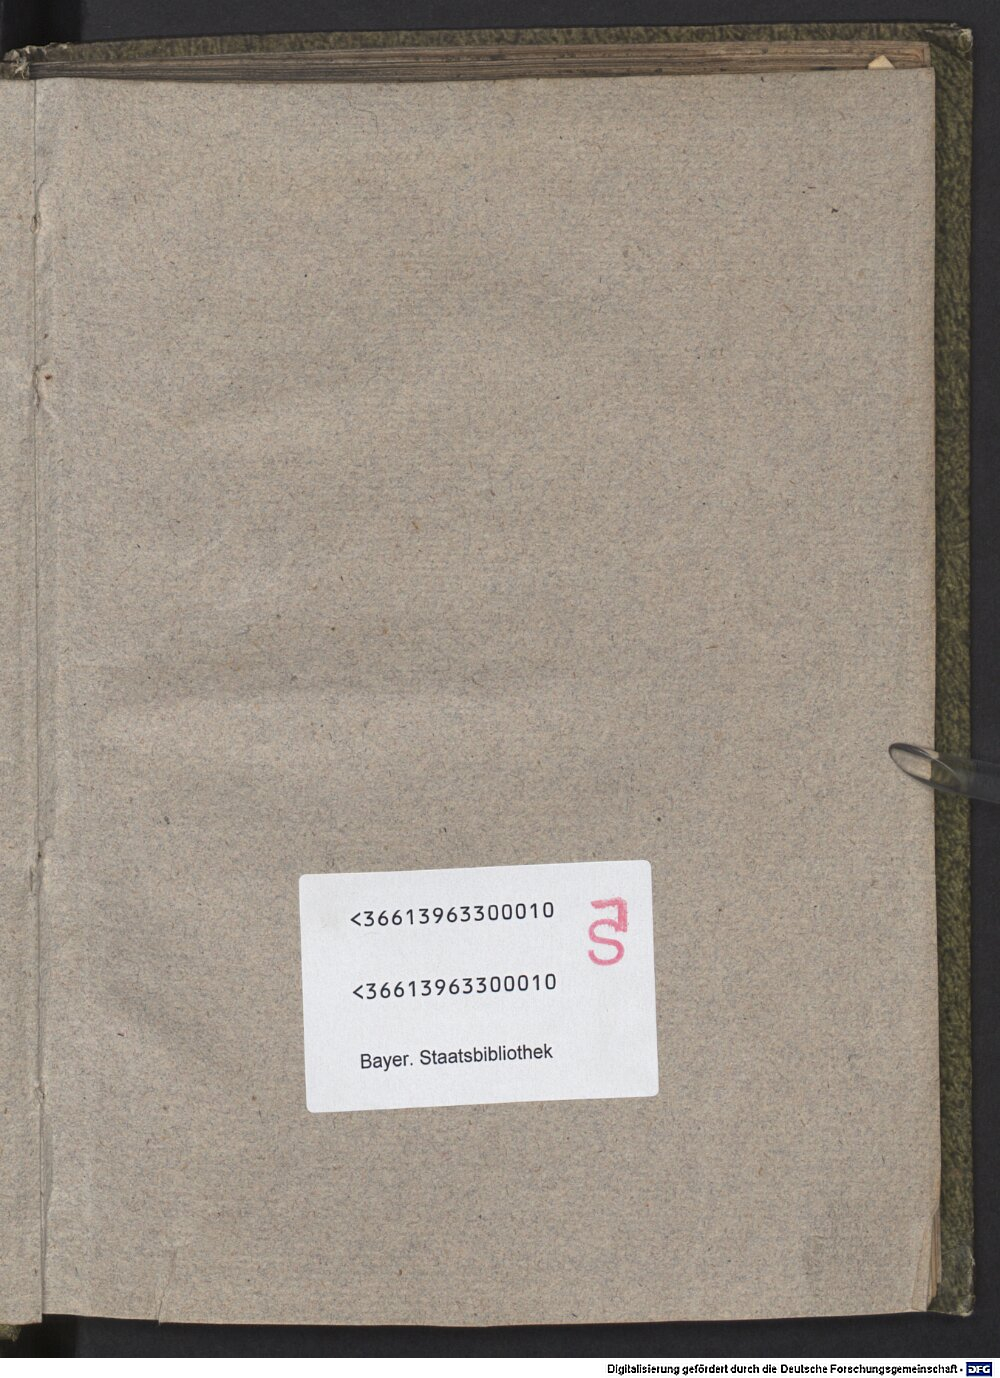 <36613963300010
<36613963300010
Bayer. Staatsbibliothek
Digitalisierung gefördert durch die Deutsche Forschungsgemeinschaft - DFG